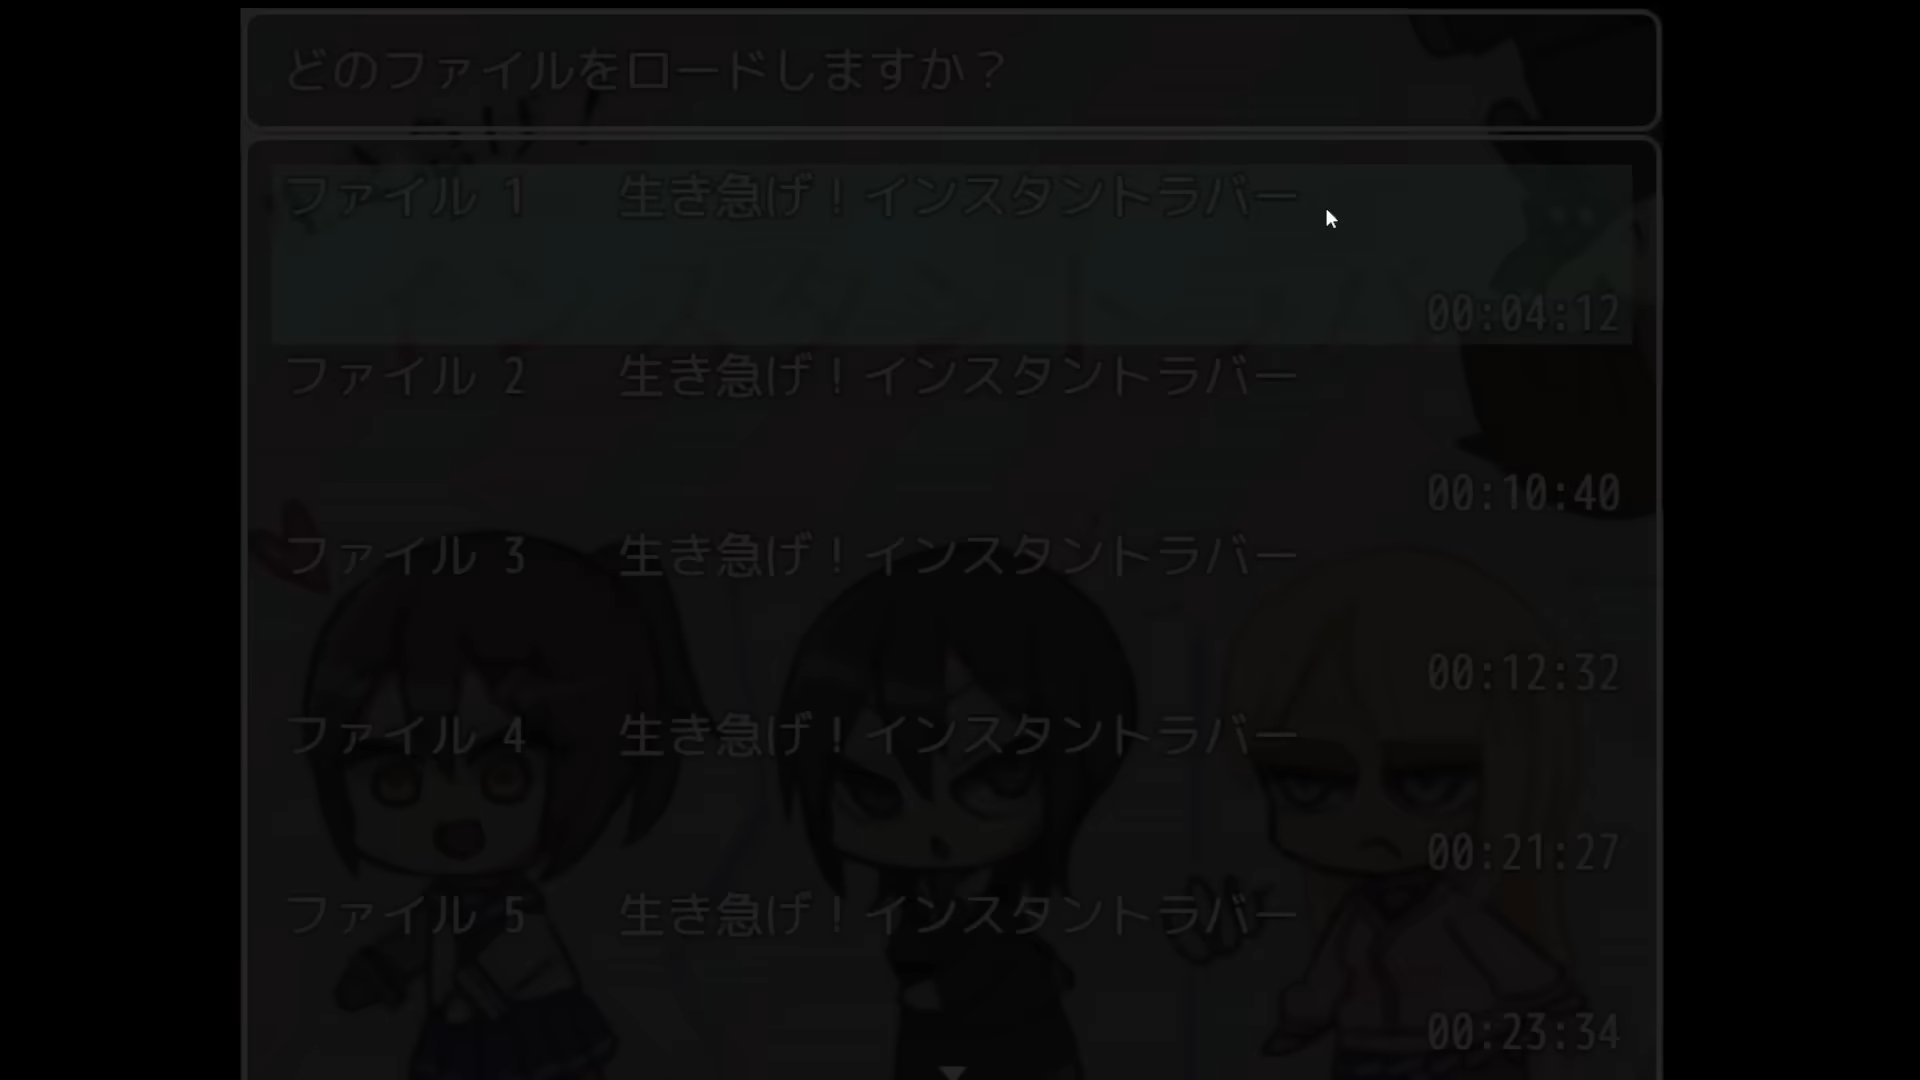 どのファイルをロードしますか？
ファイル 1 生き急げ！インスタントラバー
00:04:12
ファイル 2 生き急げ！インスタントラバー
00:10:40
ファイル 3 生き急げ！インスタントラバー
00:12:32
ファイル 4 生き急げ！インスタントラバー
00:21:27
ファイル 5 生き急げ！インスタントラバー
00:23:34